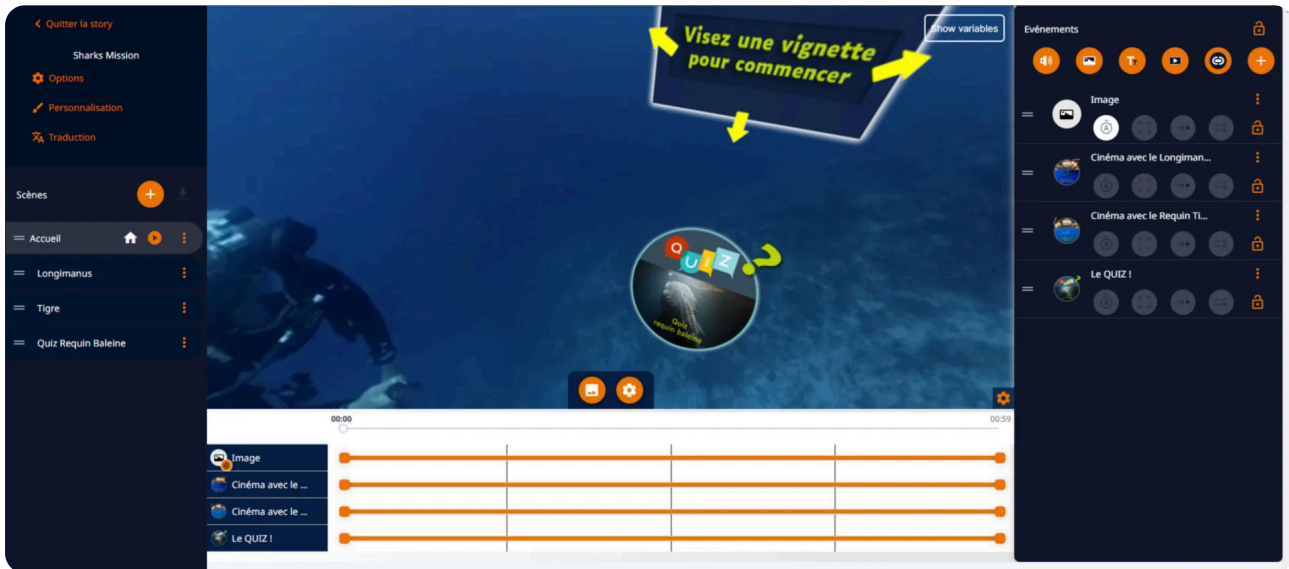 Quitter la story
Sharks Mission
Options
Personnalisation
Traduction
Scènes
Accueil
Longimanus
Tigre
Quiz Requin Baleine
Visez une vignette
pour commencer
Show variables
QUIZ ?
Quiz
requin baleine
00:00
00:59
Image
Cinéma avec le ...
Cinéma avec le ...
Le QUIZ !
Evénements
Image
Cinéma avec le Longiman...
Cinéma avec le Requin Ti...
Le QUIZ !